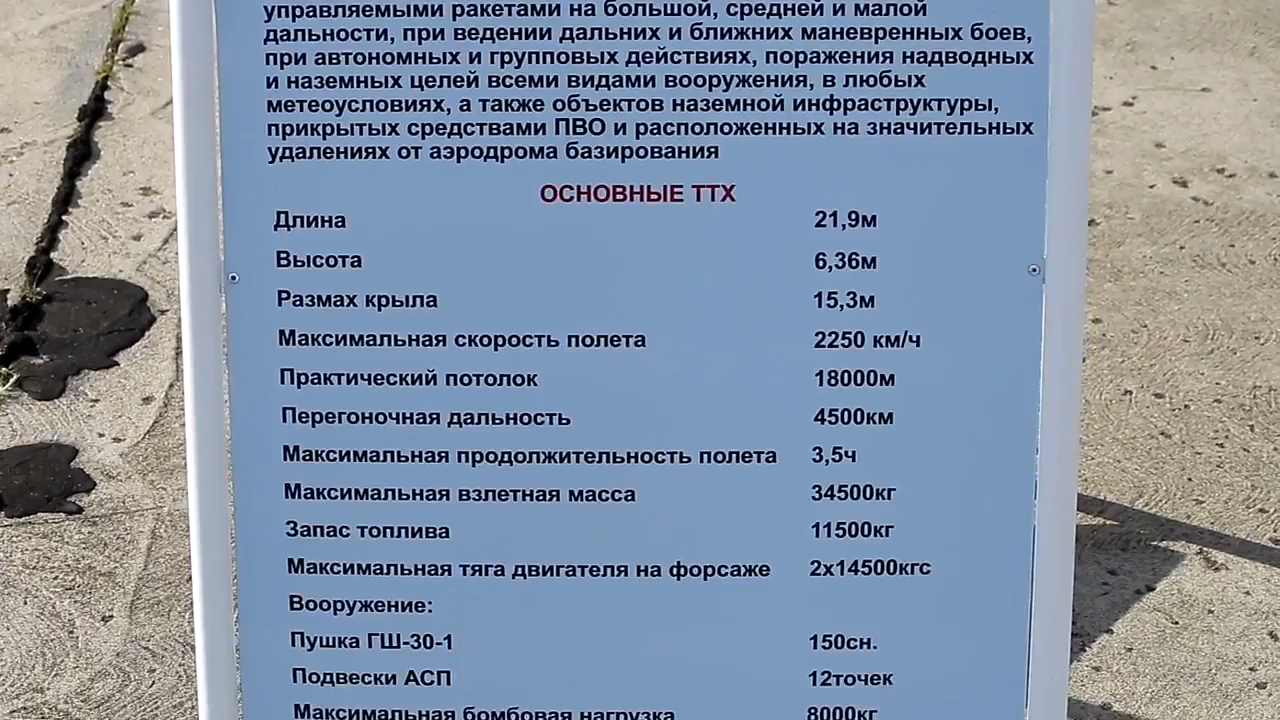 управляемыми ракетами на большой, средней и малой
дальности, при ведении дальних и ближних маневренных боев,
при автономных и групповых действиях, поражения надводных
и наземных целей всеми видами вооружения, в любых
метеоусловиях, а также объектов наземной инфраструктуры,
прикрытых средствами ПВО и расположенных на значительных
удалениях от аэродрома базирования
ОСНОВНЫЕ ТТХ
Длина 21,9м
Высота 6,36м
Размах крыла 15,3м
Максимальная скорость полета 2250 км/ч
Практический потолок 18000м
Перегоночная дальность 4500км
Максимальная продолжительность полета 3,5ч
Максимальная взлетная масса 34500кг
Запас топлива 11500кг
Максимальная тяга двигателя на форсаже 2х14500кгс
Вооружение:
Пушка ГШ-30-1 150сн.
Подвески АСП 12точек
Максимальная бомбовая нагрузка 8000кг